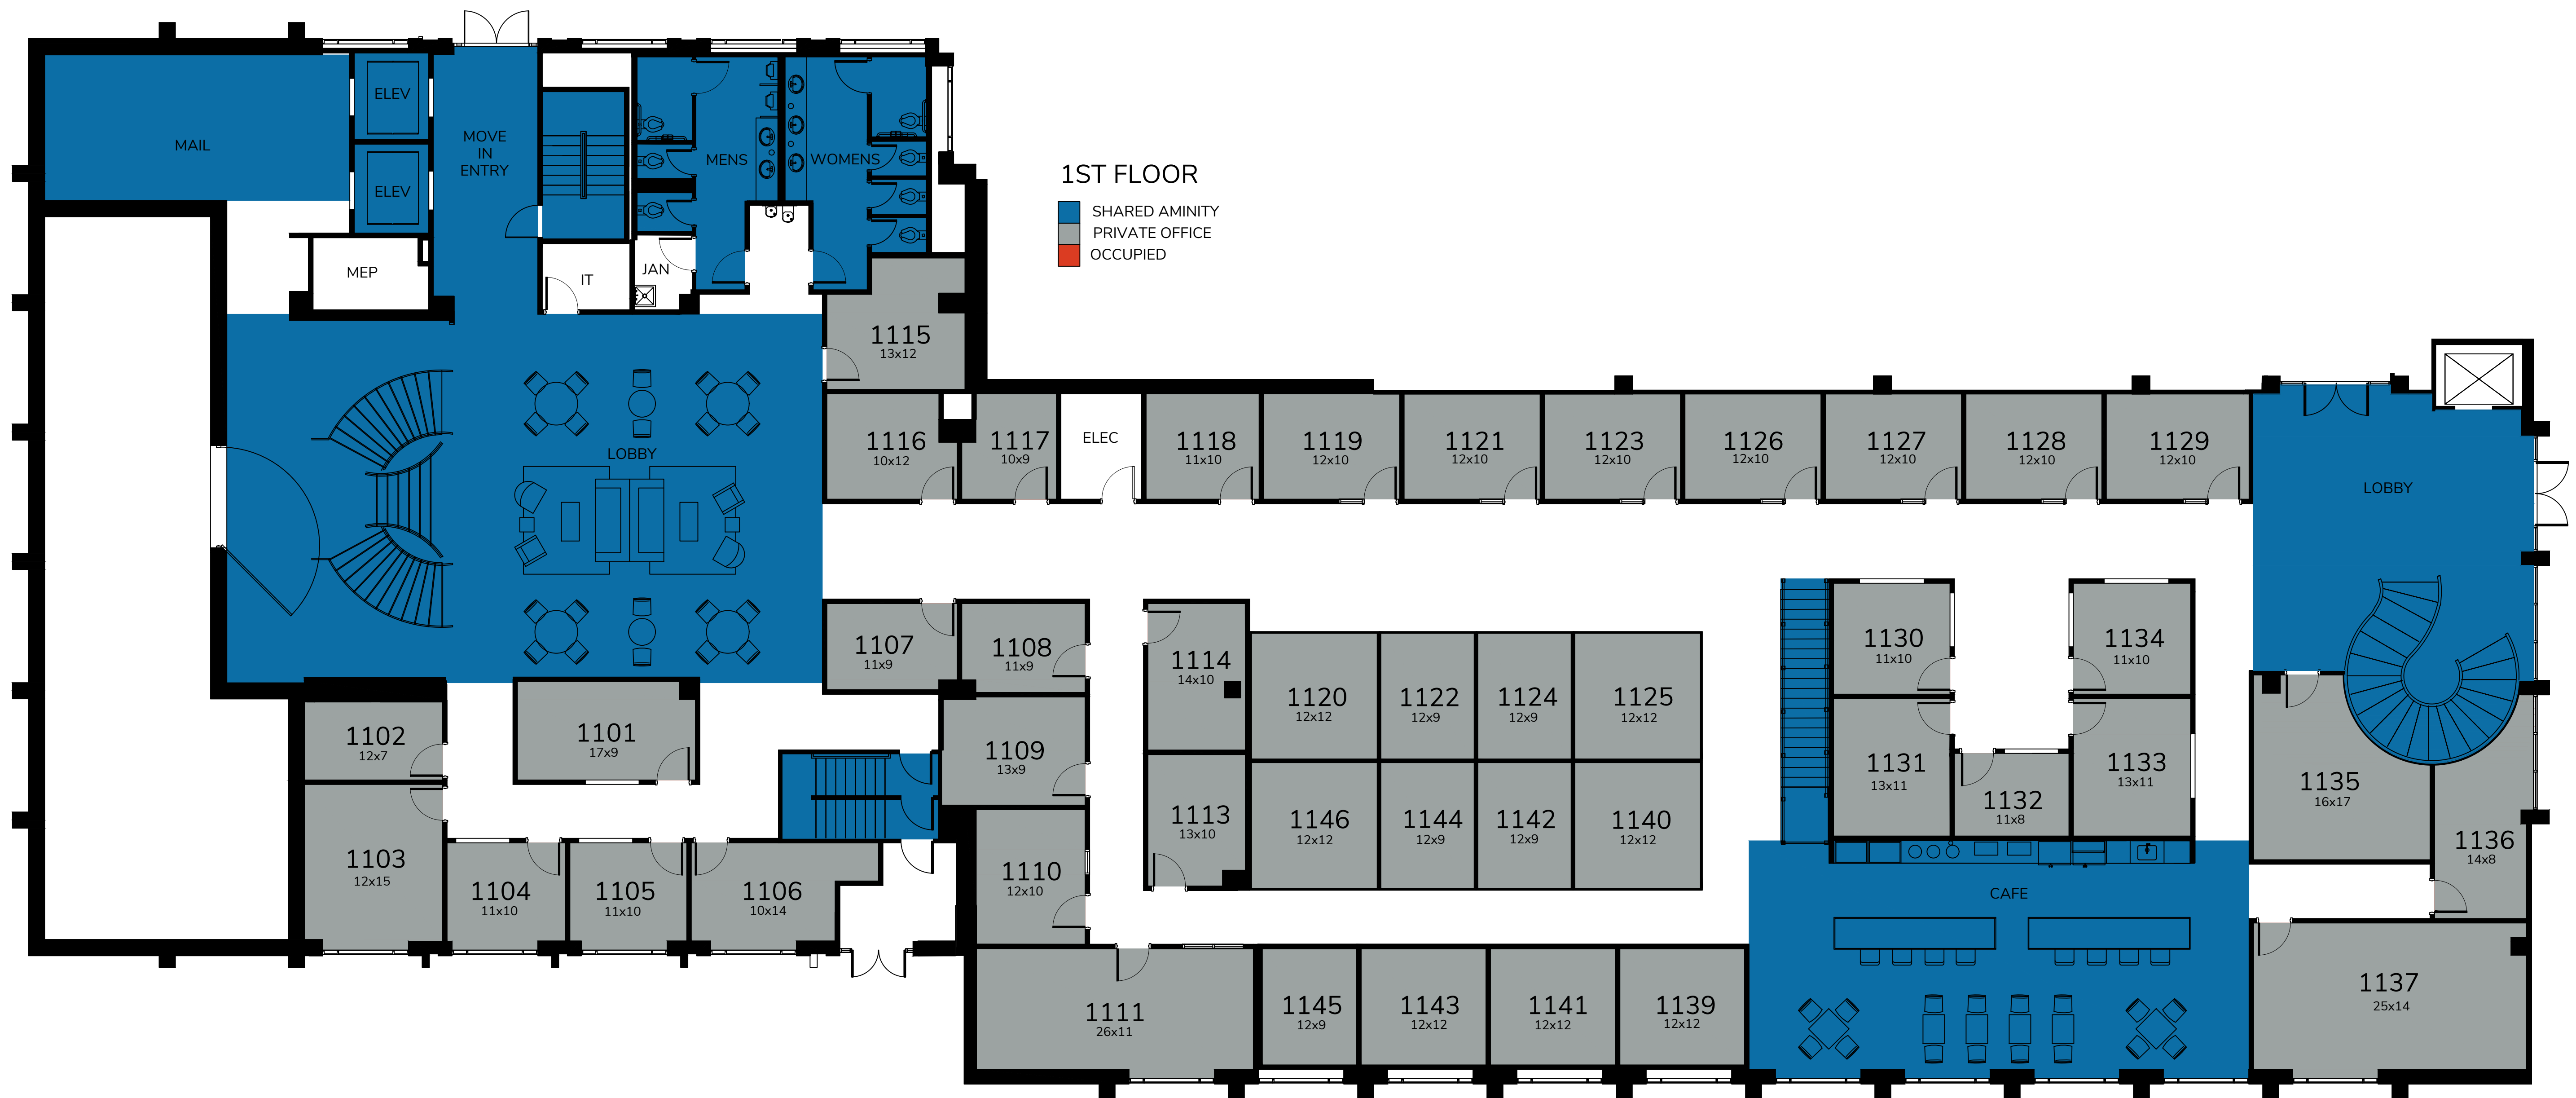 ELEV
MAIL
MOVE
IN
ENTRY
MENS
WOMENS
ELEV
1ST FLOOR
SHARED AMINITY
PRIVATE OFFICE
OCCUPIED
MEP
IT
JAN
1115
13x12
LOBBY
1116
10x12
1117
10x9
ELEC
1118
11x10
1119
12x10
1121
12x10
1123
12x10
1126
12x10
1127
12x10
1128
12x10
1129
12x10
LOBBY
1107
11x9
1108
11x9
1114
14x10
1120
12x12
1122
12x9
1124
12x9
1125
12x12
1130
11x10
1134
11x10
1102
12x7
1101
17x9
1109
13x9
1131
13x11
1132
11x8
1133
13x11
1135
16x17
1113
13x10
1146
12x12
1144
12x9
1142
12x9
1140
12x12
1136
14x8
1103
12x15
1104
11x10
1105
11x10
1106
10x14
1110
12x10
CAFE
1111
26x11
1145
12x9
1143
12x12
1141
12x12
1139
12x12
1137
25x14